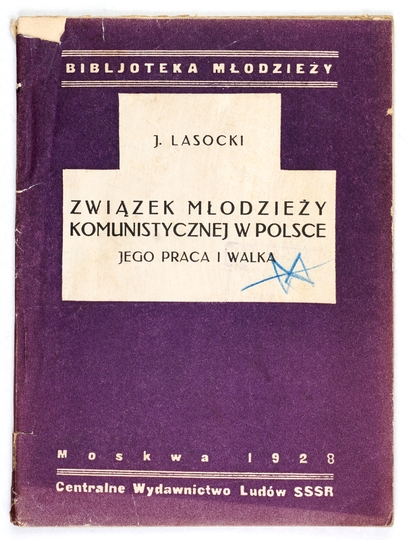 BIBLJOTEKA MŁODZIEŻY
J. LASOCKI
ZWIĄZEK MŁODZIEŻY
KOMUNISTYCZNEJ W POLSCE
JEGO PRACA I WALKA
Moskwa 1928
Centralne Wydawnictwo Ludów SSSR